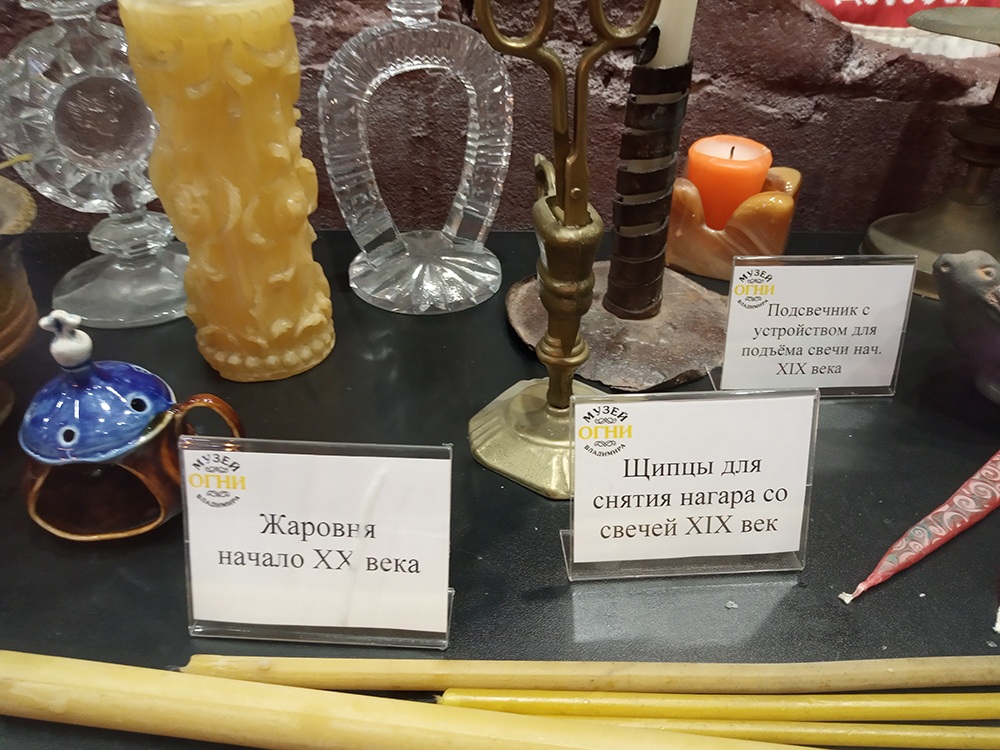 МУЗЕЙ
ОГНИ
ВЛАДИМИРА
Подсвечник с
устройством для
подъёма свечи нач.
XIX века
МУЗЕЙ
ОГНИ
ВЛАДИМИРА
Щипцы для
снятия нагара со
свечей XIX век
МУЗЕЙ
ОГНИ
ВЛАДИМИРА
Жаровня
начало XX века